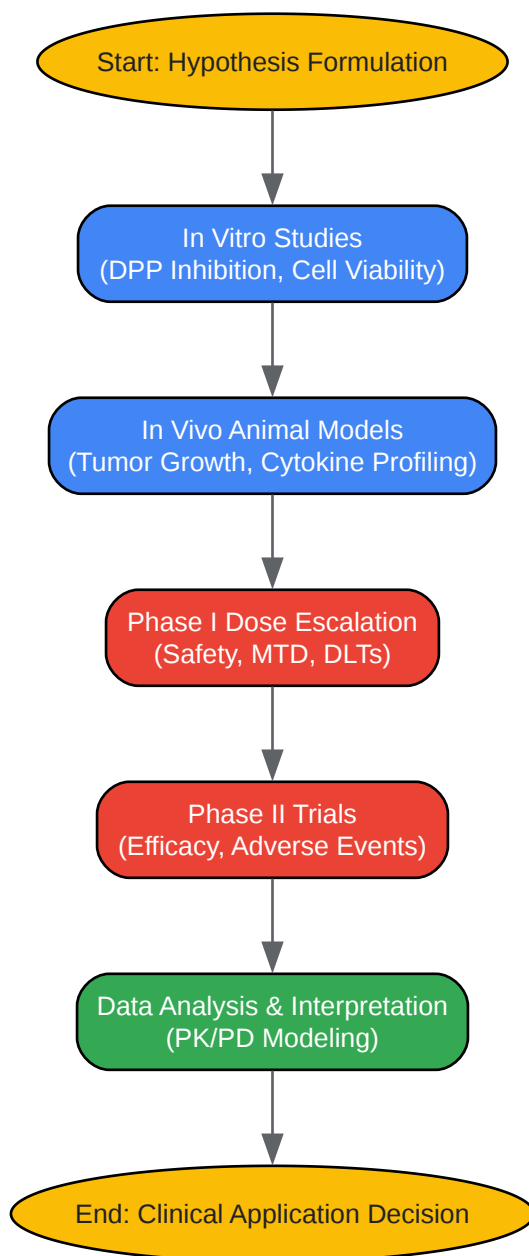 Start: Hypothesis Formulation
In Vitro Studies
(DPP Inhibition, Cell Viability)
In Vivo Animal Models
(Tumor Growth, Cytokine Profiling)
Phase I Dose Escalation
(Safety, MTD, DLTs)
Phase II Trials
(Efficacy, Adverse Events)
Data Analysis & Interpretation
(PK/PD Modeling)
End: Clinical Application Decision